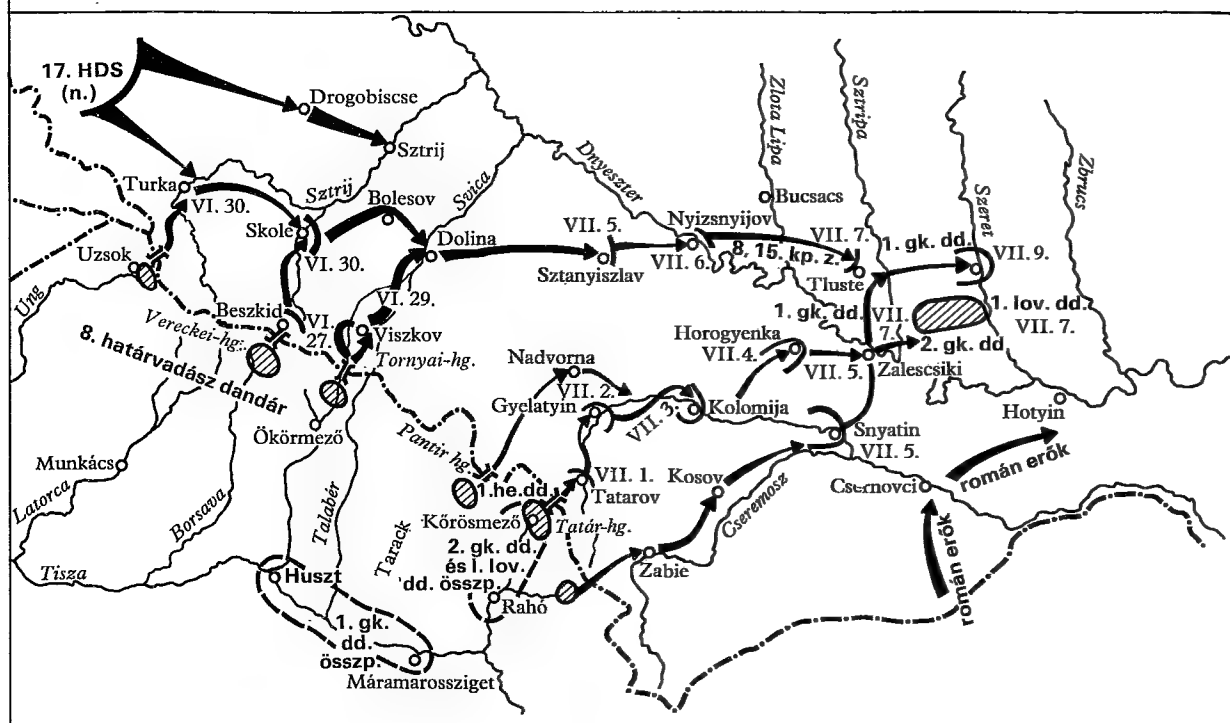 17. HDS
(n.)
Drogobiscse
Sztrij
Turka
VI. 30.
Sztrij
Bolesov
Svica
Skole
VI. 30.
Dolina
Uzsok
Ung
Beszkid
VI.
27.
VI. 29.
Viszkov
Vereckei-hg.
Tornyai-hg.
8. határvadász dandár
Ökörmező
Munkács
Latorca
Borsava
Talabér
Tarack
Tisza
Huszt
1. gk.
dd.
összp.
Máramarossziget
Dnyeszter
Zlota Lipa
Sztripa
Szeret
Zbrucs
Bucsacs
VII. 5.
Sztanyiszlav
Nyizsnyijov
VII. 6.
8, 15. kp. z.
VII. 7.
Tluste
1. gk. dd.
VII. 9.
1. lov. dd.
VII. 7.
1. gk. dd.
VII.
7.
2. gk. dd
Horogyenka
VII. 4.
VII. 5.
Zalescsiki
Nadvorna
VII. 2.
Gyelatyin
VII. 3.
Kolomija
Pantir hg.
1. he. dd.
VII. 1.
Tatarov
Kőrösmező
Tatár-hg.
2. gk. dd.
és l. lov.
dd. összp.
Rahó
Zabie
Kosov
Cseremosz
Snyatin
VII. 5.
Csernovci
Hotyin
román erők
román erők